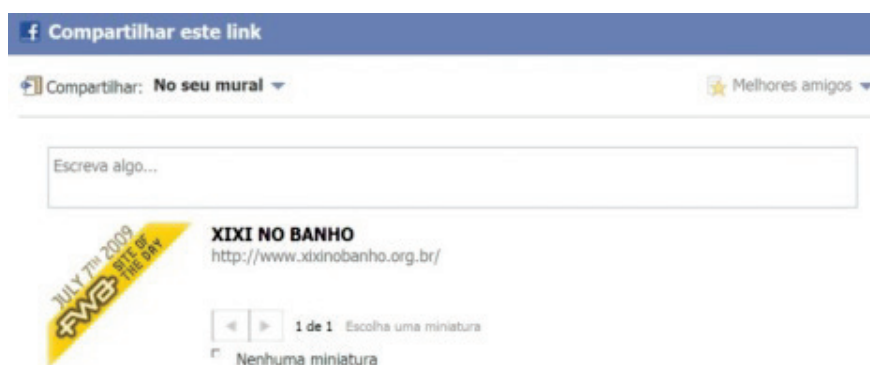 f Compartilhar este link
Compartilhar: No seu mural
Melhores amigos
Escreva algo...
JULY 7TH 2009
SITE OF
THE DAY
fwa
XIXI NO BANHO
http://www.xixinobanho.org.br/
1 de 1 Escolha uma miniatura
Nenhuma miniatura